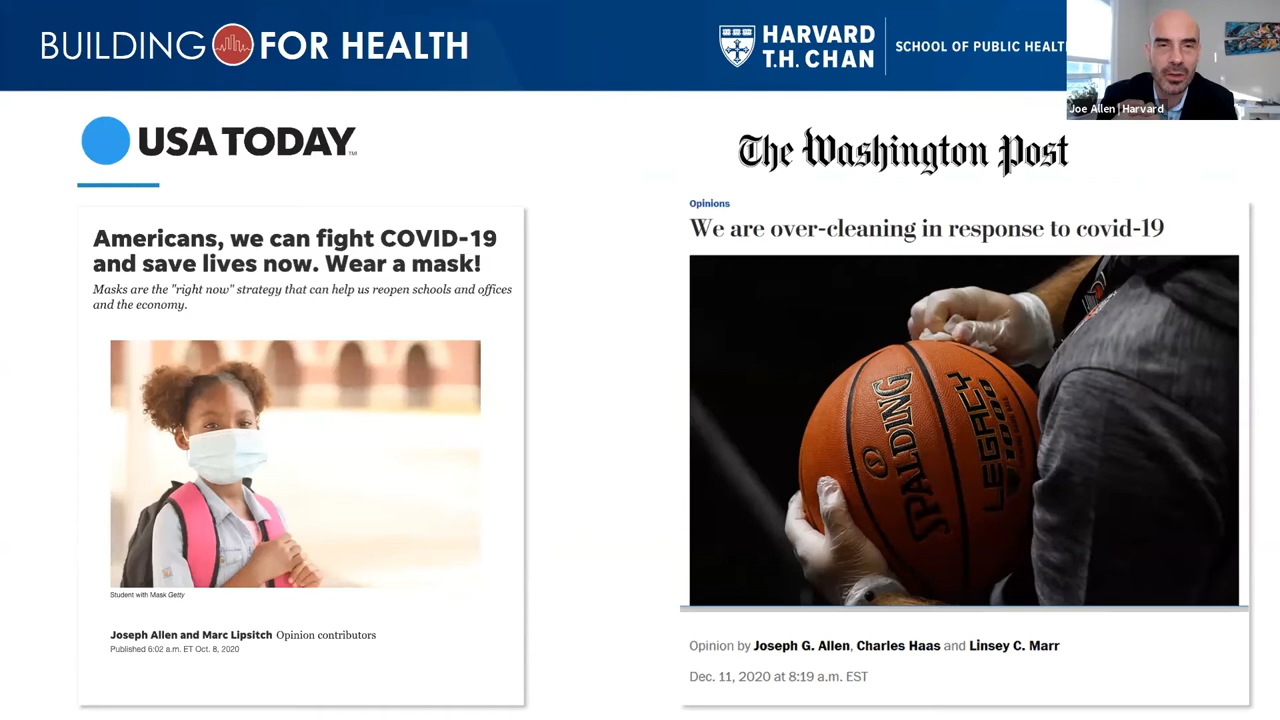 BUILDING FOR HEALTH
HARVARD
T.H. CHAN
SCHOOL OF PUBLIC HEALT
Joe Allen | Harvard
USA TODAY™
Americans, we can fight COVID-19
and save lives now. Wear a mask!
Masks are the "right now" strategy that can help us reopen schools and offices
and the economy.
Student with Mask Getty
Joseph Allen and Marc Lipsitch Opinion contributors
Published 6:02 a.m. ET Oct. 8, 2020
The Washington Post
Opinions
We are over-cleaning in response to covid-19
SPALDING
LEGACY
1000
Opinion by Joseph G. Allen, Charles Haas and Linsey C. Marr
Dec. 11, 2020 at 8:19 a.m. EST